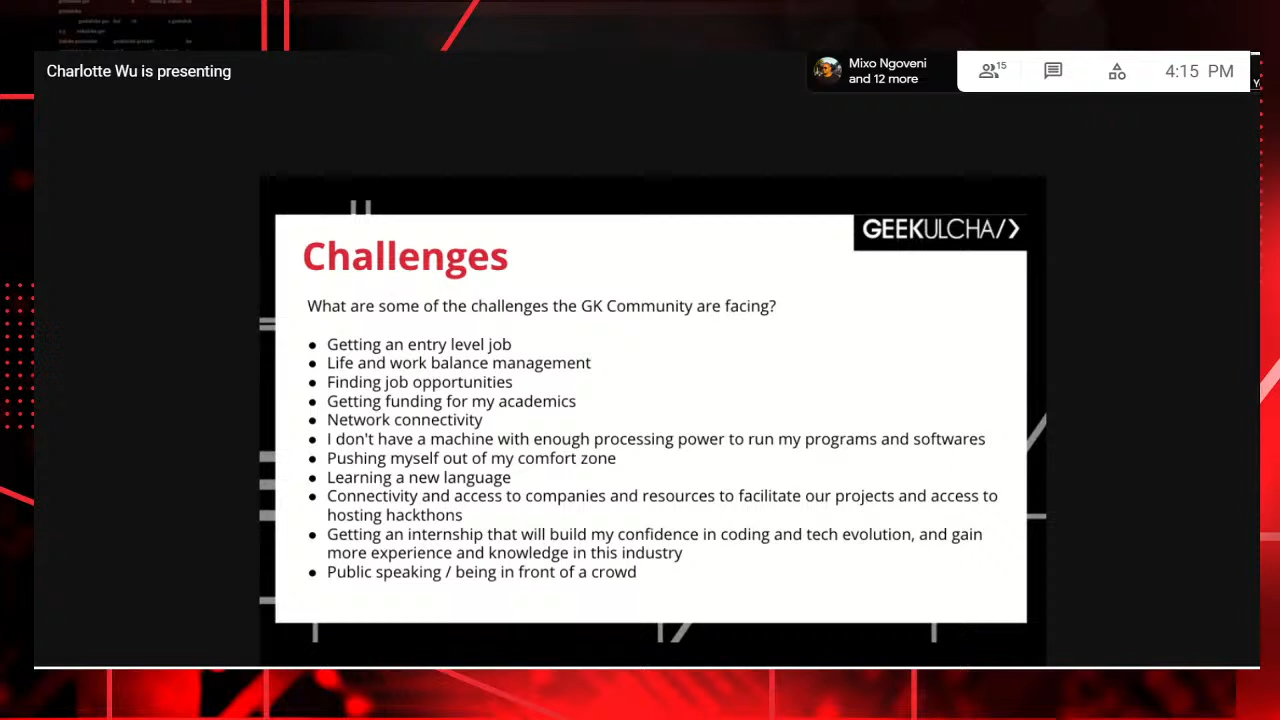 Charlotte Wu is presenting
Mixo Ngoveni
and 12 more
15
4:15 PM
GEEKULCHA/>
Challenges
What are some of the challenges the GK Community are facing?
● Getting an entry level job
● Life and work balance management
● Finding job opportunities
● Getting funding for my academics
● Network connectivity
● I don't have a machine with enough processing power to run my programs and softwares
● Pushing myself out of my comfort zone
● Learning a new language
● Connectivity and access to companies and resources to facilitate our projects and access to
hosting hackthons
● Getting an internship that will build my confidence in coding and tech evolution, and gain
more experience and knowledge in this industry
● Public speaking / being in front of a crowd